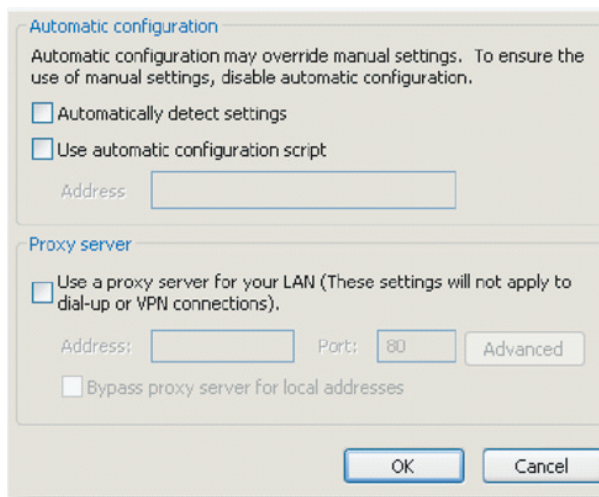 Automatic configuration
Automatic configuration may override manual settings. To ensure the
use of manual settings, disable automatic configuration.
Automatically detect settings
Use automatic configuration script
Address
Proxy server
Use a proxy server for your LAN (These settings will not apply to
dial-up or VPN connections).
Address: Port: 80 Advanced
Bypass proxy server for local addresses
OK Cancel